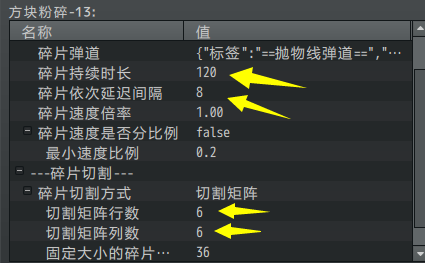 方块粉碎-13:
名称 值
碎片弹道 {"标签":"==抛物线弹道==","…
碎片持续时长 120
碎片依次延迟间隔 8
碎片速度倍率 1.00
碎片速度是否分比例 false
最小速度比例 0.2
---碎片切割---
碎片切割方式 切割矩阵
切割矩阵行数 6
切割矩阵列数 6
固定大小的碎片… 36